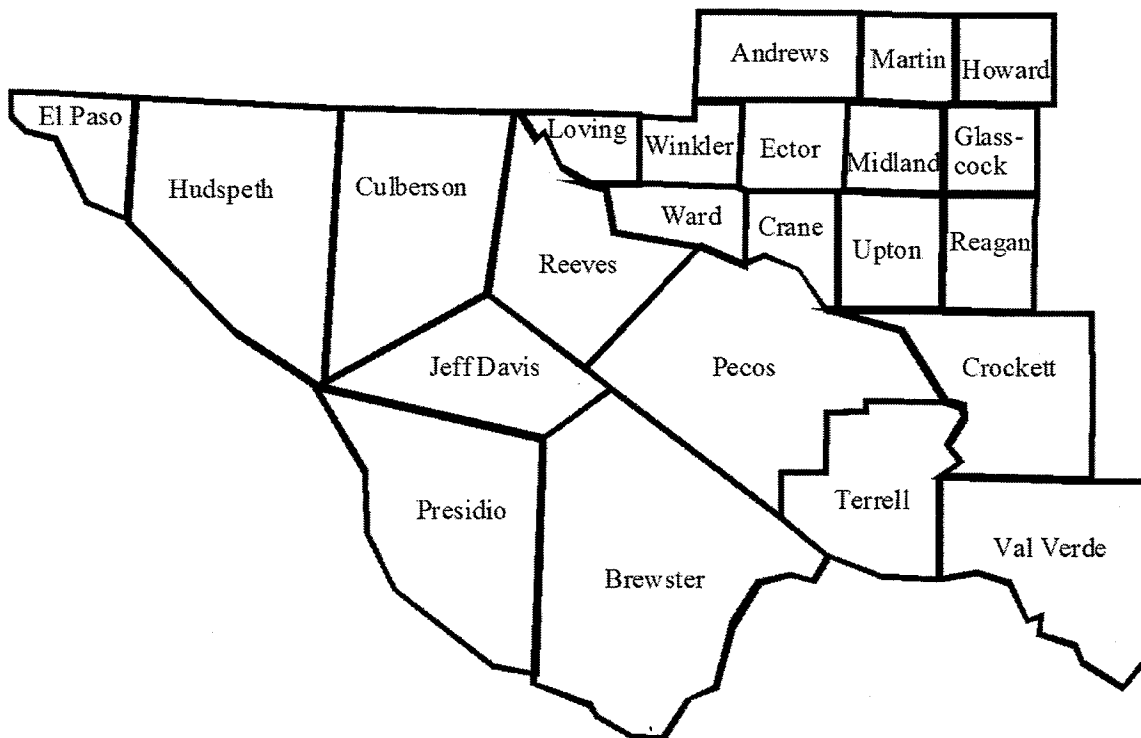 Andrews
Martin
Howard
El Paso
Loving
Winkler
Ector
Midland
Glass-
cock
Hudspeth
Culberson
Ward
Crane
Upton
Reagan
Reeves
Jeff Davis
Pecos
Crockett
Presidio
Terrell
Brewster
Val Verde